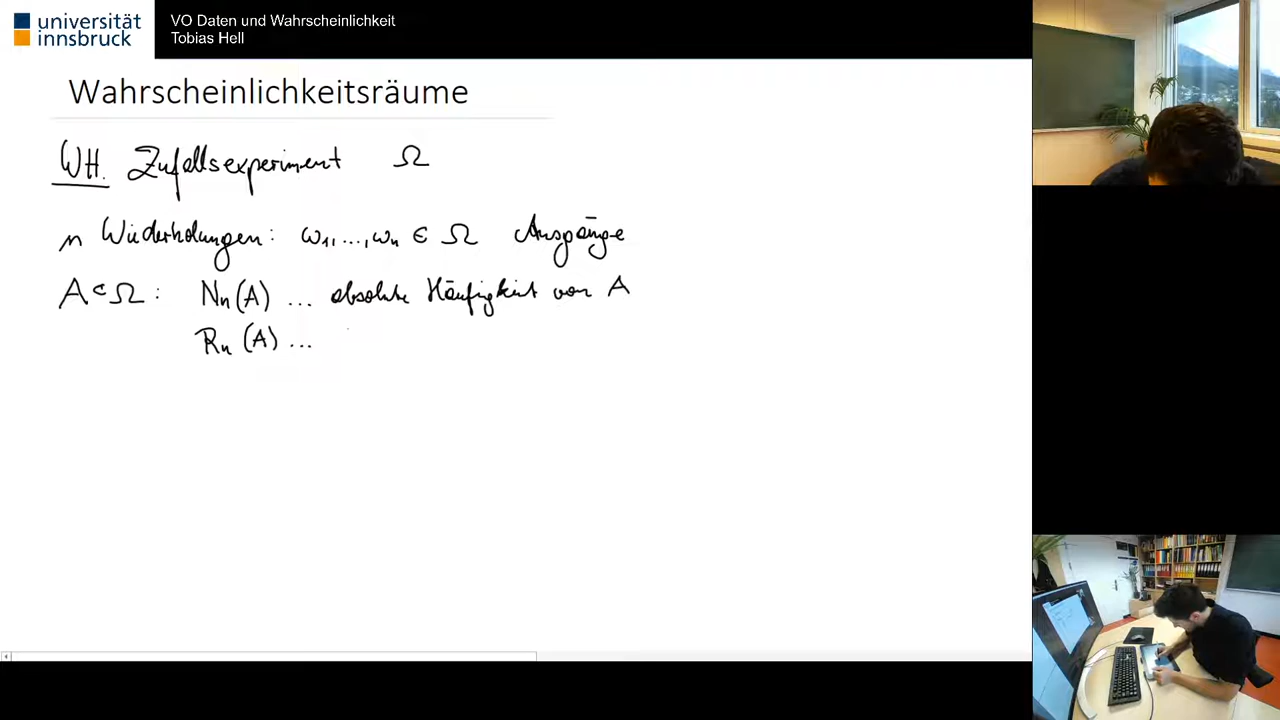 universität
innsbruck
VO Daten und Wahrscheinlichkeit
Tobias Hell
Wahrscheinlichkeitsräume
WH. Zufallsexperiment Ω
n Wiederholungen: ω₁, ..., ωₙ ∈ Ω Ausgänge
A ⊂ Ω: Nₙ(A) ... absolute Häufigkeit von A
Rₙ(A) ...